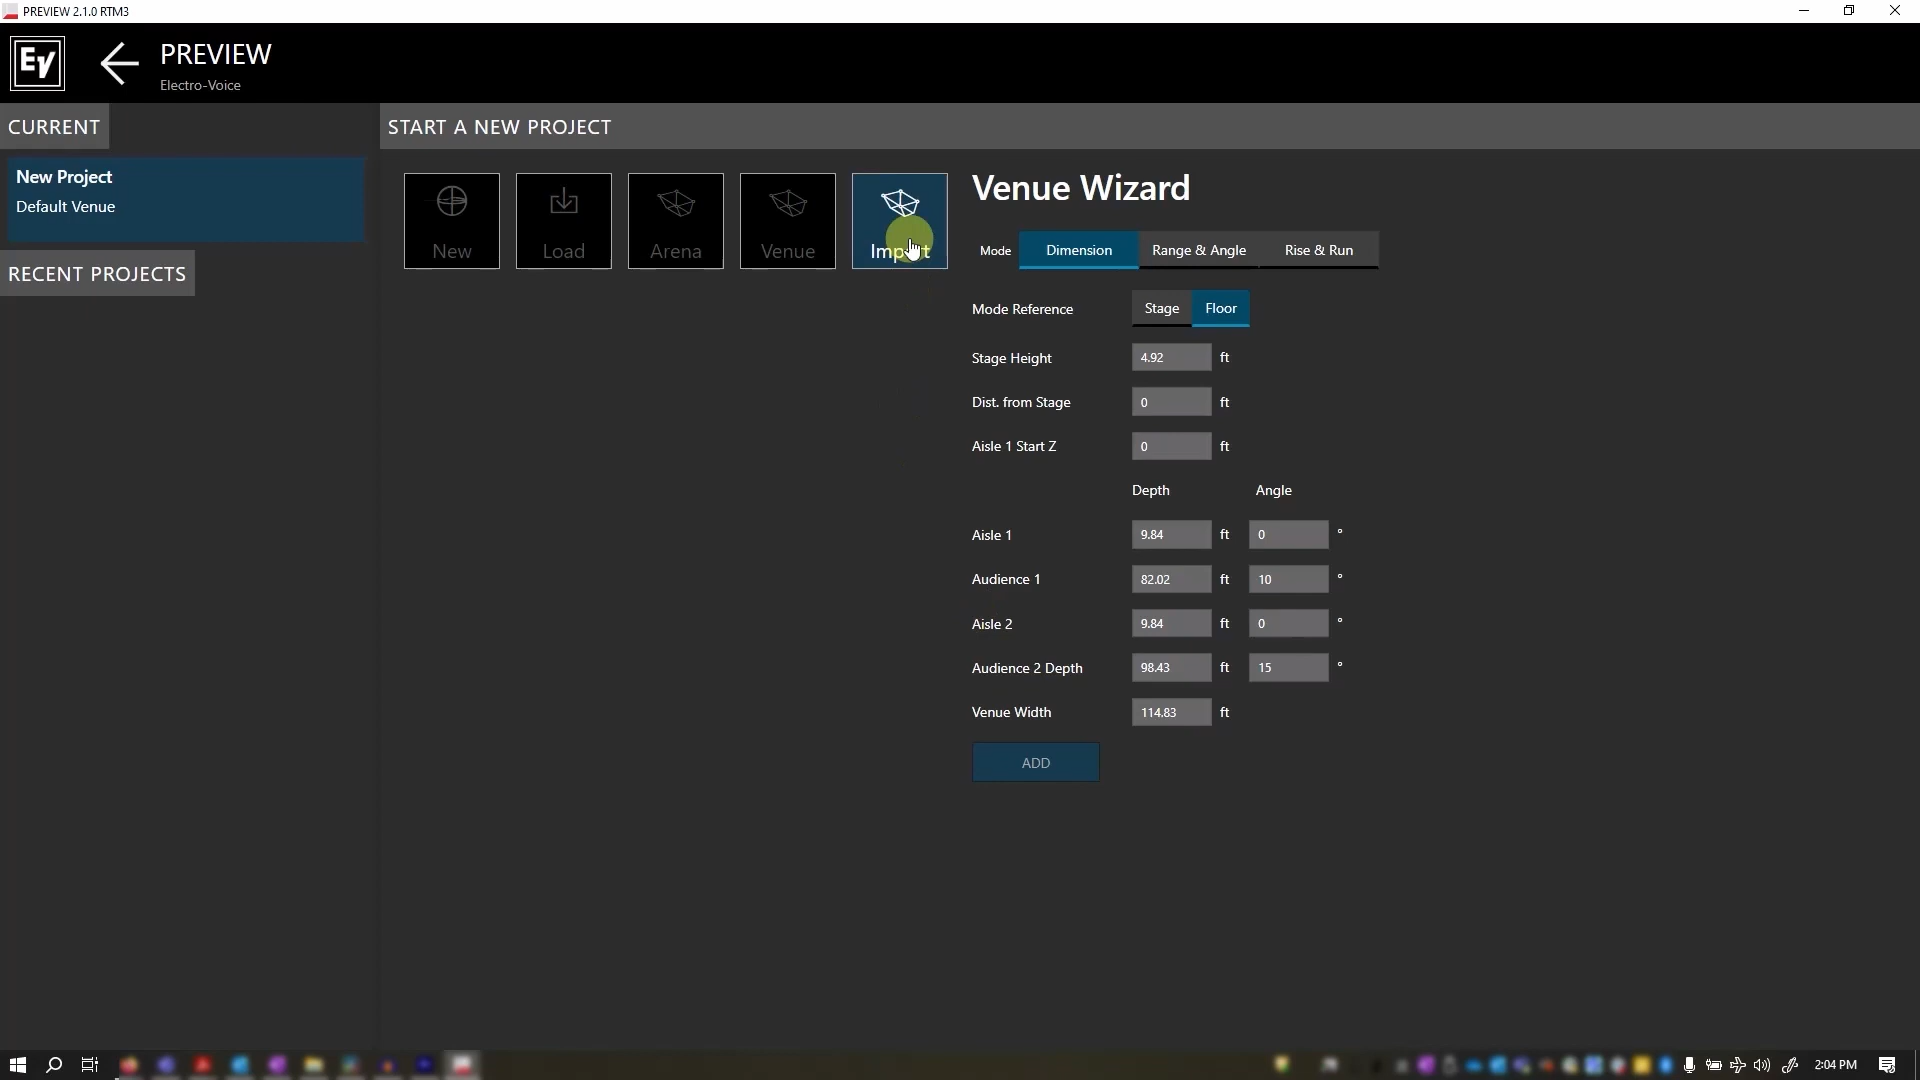 PREVIEW 2.1.0 RTM3
EV
PREVIEW
Electro-Voice
CURRENT
START A NEW PROJECT
New Project
Default Venue
RECENT PROJECTS
New
Load
Arena
Venue
Import
Venue Wizard
Mode Dimension Range & Angle Rise & Run
Mode Reference Stage Floor
Stage Height 4.92 ft
Dist. from Stage 0 ft
Aisle 1 Start Z 0 ft
Depth Angle
Aisle 1 9.84 ft 0 °
Audience 1 82.02 ft 10 °
Aisle 2 9.84 ft 0 °
Audience 2 Depth 98.43 ft 15 °
Venue Width 114.83 ft
ADD
2:04 PM